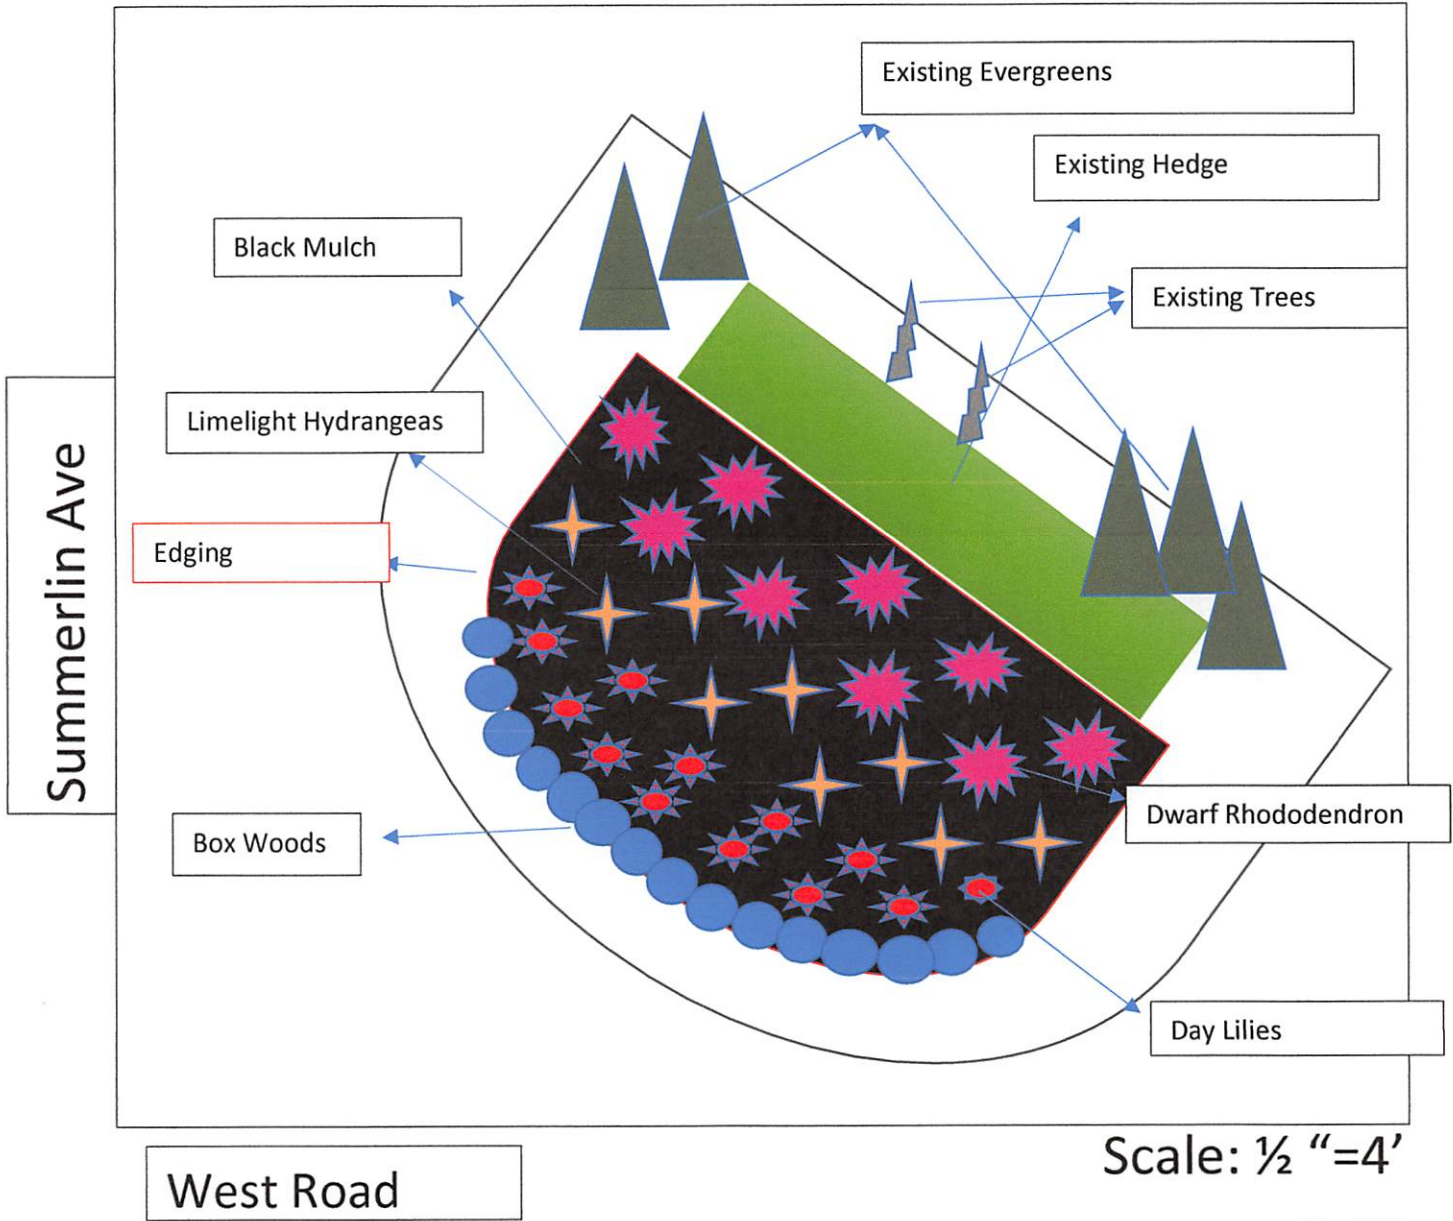 Existing Evergreens
Existing Hedge
Black Mulch
Existing Trees
Limelight Hydrangeas
Summerlin Ave
Edging
Dwarf Rhododendron
Box Woods
Day Lilies
Scale: ½ “=4’
West Road